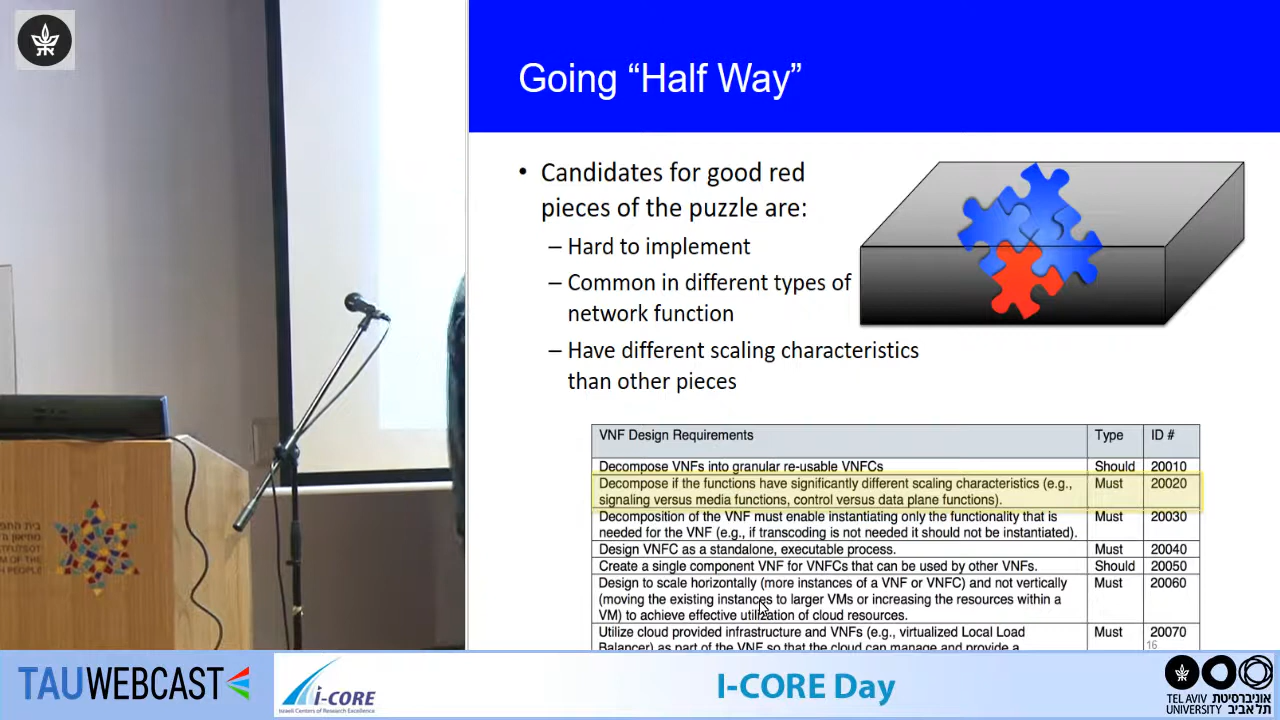 Going “Half Way”
• Candidates for good red
pieces of the puzzle are:
– Hard to implement
– Common in different types of
network function
– Have different scaling characteristics
than other pieces
VNF Design Requirements Type ID #
Decompose VNFs into granular re-usable VNFCs Should 20010
Decompose if the functions have significantly different scaling characteristics (e.g., Must 20020
signaling versus media functions, control versus data plane functions).
Decomposition of the VNF must enable instantiating only the functionality that is Must 20030
needed for the VNF (e.g., if transcoding is not needed it should not be instantiated).
Design VNFC as a standalone, executable process. Must 20040
Create a single component VNF for VNFCs that can be used by other VNFs. Should 20050
Design to scale horizontally (more instances of a VNF or VNFC) and not vertically Must 20060
(moving the existing instances to larger VMs or increasing the resources within a
VM) to achieve effective utilization of cloud resources.
Utilize cloud provided infrastructure and VNFs (e.g., virtualized Local Load Must 20070
Balancer) as part of the VNF so that the cloud can manage and provide a
16
TAUWEBCAST
i-CORE
Israeli Centers of Research Excellence
I-CORE Day
TEL AVIV אוניברסיטת
UNIVERSITY תל אביב